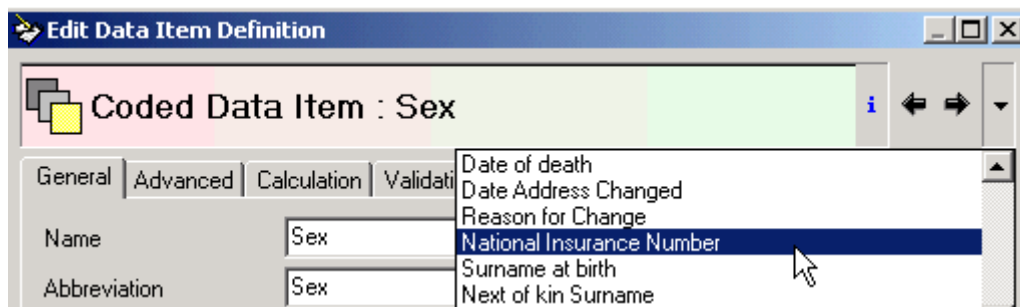 Edit Data Item Definition
Coded Data Item : Sex
i
General Advanced Calculation
Date of death
Date Address Changed
Reason for Change
National Insurance Number
Surname at birth
Next of kin Surname
Name Sex
Abbreviation Sex